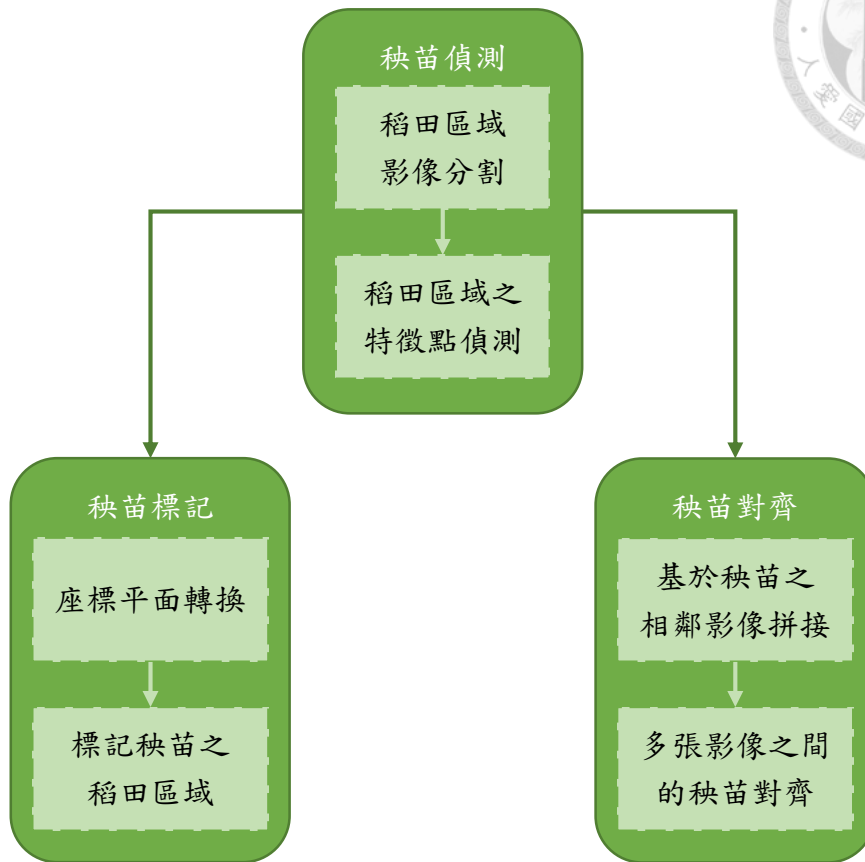 秧苗偵測
稻田區域
影像分割
稻田區域之
特徵點偵測
秧苗標記
座標平面轉換
標記秧苗之
稻田區域
秧苗對齊
基於秧苗之
相鄰影像拼接
多張影像之間
的秧苗對齊
人愛國